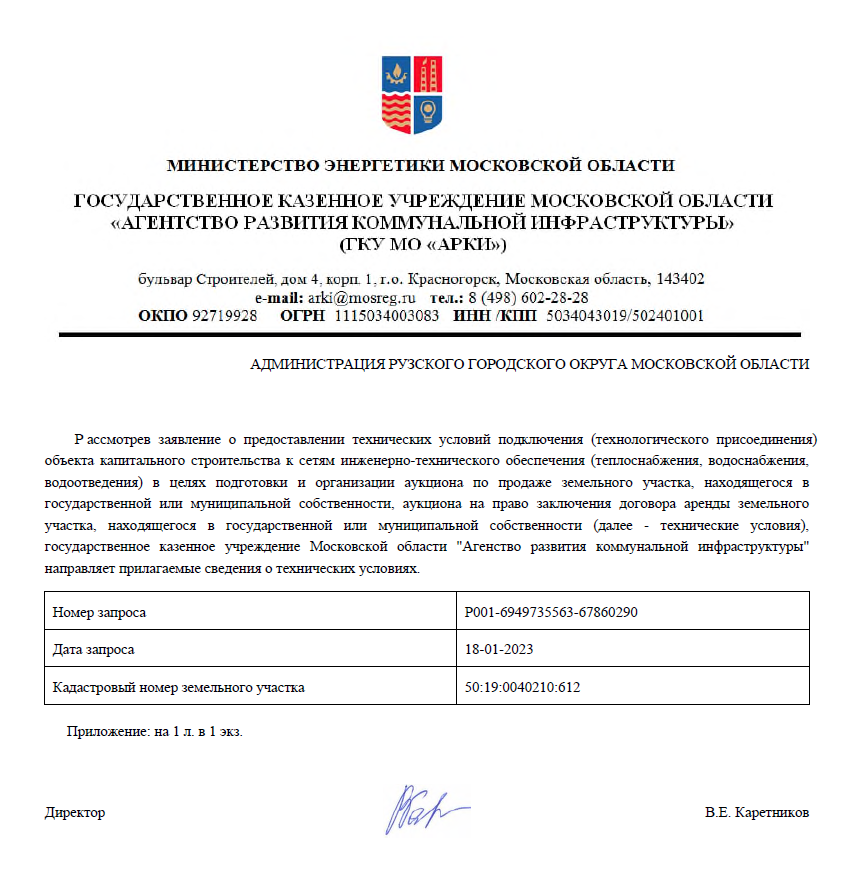 МИНИСТЕРСТВО ЭНЕРГЕТИКИ МОСКОВСКОЙ ОБЛАСТИ
ГОСУДАРСТВЕННОЕ КАЗЕННОЕ УЧРЕЖДЕНИЕ МОСКОВСКОЙ ОБЛАСТИ
«АГЕНТСТВО РАЗВИТИЯ КОММУНАЛЬНОЙ ИНФРАСТРУКТУРЫ»
(ГКУ МО «АРКИ»)
бульвар Строителей, дом 4, корп. 1, г.о. Красногорск, Московская область, 143402
e-mail: arki@mosreg.ru тел.: 8 (498) 602-28-28
ОКПО 92719928 ОГРН 1115034003083 ИНН /КПП 5034043019/502401001
АДМИНИСТРАЦИЯ РУЗСКОГО ГОРОДСКОГО ОКРУГА МОСКОВСКОЙ ОБЛАСТИ
Р ассмотрев заявление о предоставлении технических условий подключения (технологического присоединения)
объекта капитального строительства к сетям инженерно-технического обеспечения (теплоснабжения, водоснабжения,
водоотведения) в целях подготовки и организации аукциона по продаже земельного участка, находящегося в
государственной или муниципальной собственности, аукциона на право заключения договора аренды земельного
участка, находящегося в государственной или муниципальной собственности (далее - технические условия),
государственное казенное учреждение Московской области "Агенство развития коммунальной инфраструктуры"
направляет прилагаемые сведения о технических условиях.
Номер запроса P001-6949735563-67860290
Дата запроса 18-01-2023
Кадастровый номер земельного участка 50:19:0040210:612
Приложение: на 1 л. в 1 экз.
Директор В.Е. Каретников